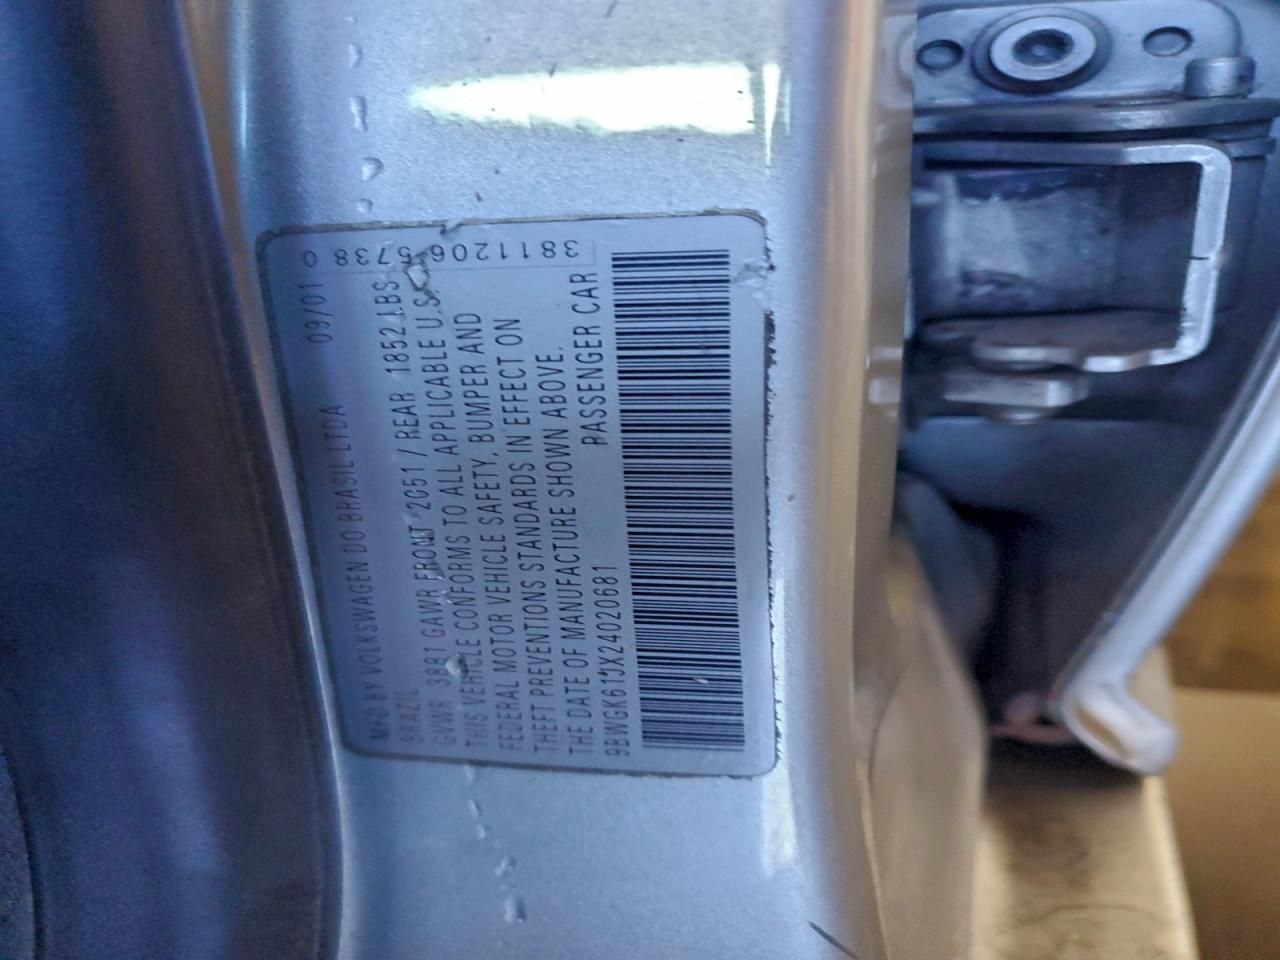 MFD BY VOLKSWAGEN DO BRASIL LTDA 09/01
BRAZIL
GVWR 3881 GAWR FRONT 2051 / REAR 1852 LBS
THIS VEHICLE CONFORMS TO ALL APPLICABLE U.S.
FEDERAL MOTOR VEHICLE SAFETY, BUMPER AND
THEFT PREVENTIONS STANDARDS IN EFFECT ON
THE DATE OF MANUFACTURE SHOWN ABOVE.
9BWGK61JX24020681 PASSENGER CAR
3811206 5738 0